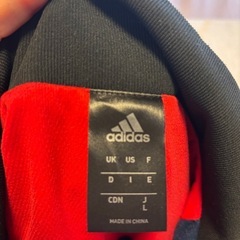 adidas
UK US F
D I E
CDN J
L
MADE IN CHINA